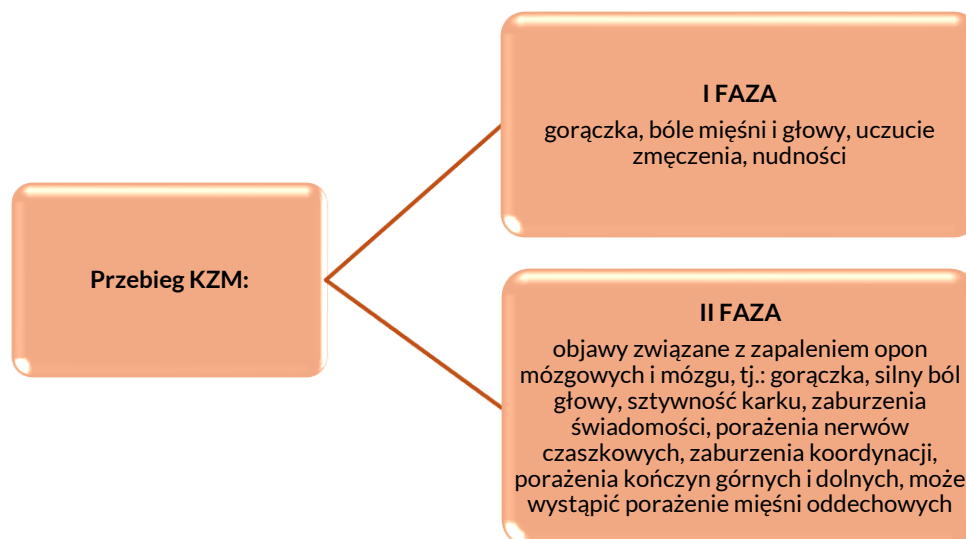 Przebieg KZM:
I FAZA
gorączka, bóle mięśni i głowy, uczucie
zmęczenia, nudności
II FAZA
objawy związane z zapaleniem opon
mózgowych i mózgu, tj.: gorączka, silny ból
głowy, sztywność karku, zaburzenia
świadomości, porażenia nerwów
czaszkowych, zaburzenia koordynacji,
porażenia kończyn górnych i dolnych, może
wystąpić porażenie mięśni oddechowych